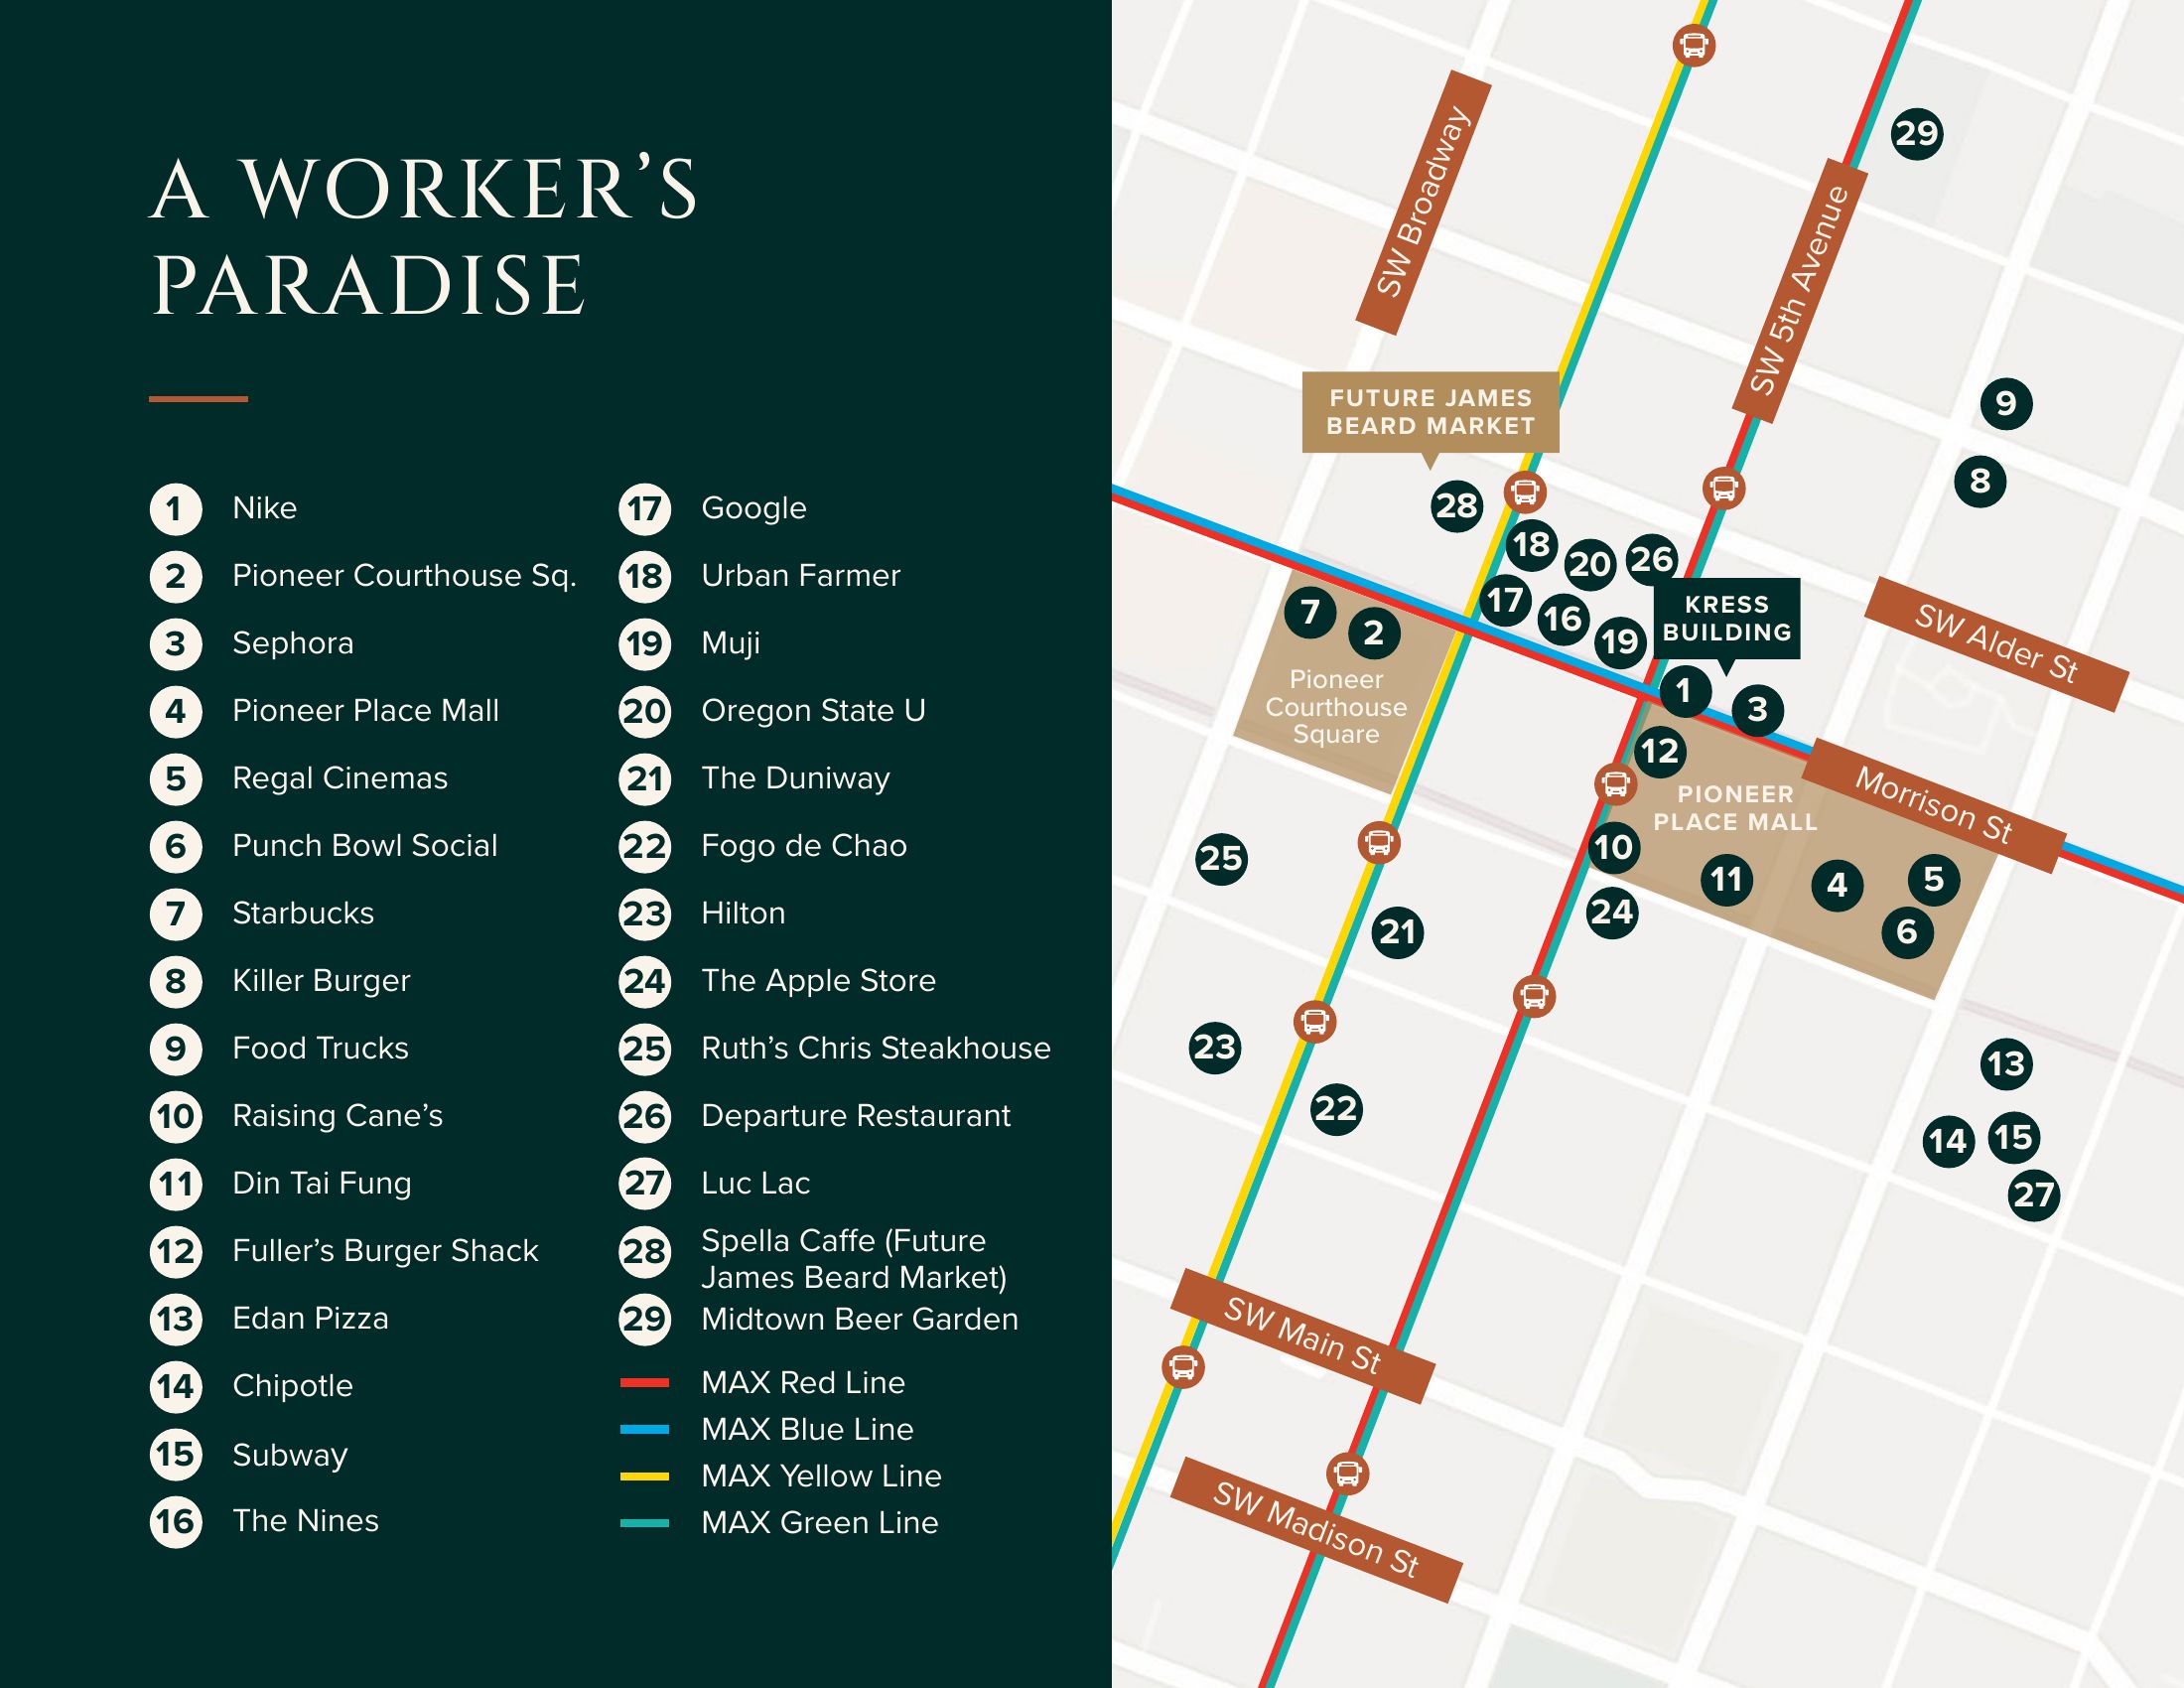 A WORKER’S
PARADISE
1 Nike
2 Pioneer Courthouse Sq.
3 Sephora
4 Pioneer Place Mall
5 Regal Cinemas
6 Punch Bowl Social
7 Starbucks
8 Killer Burger
9 Food Trucks
10 Raising Cane’s
11 Din Tai Fung
12 Fuller’s Burger Shack
13 Edan Pizza
14 Chipotle
15 Subway
16 The Nines
17 Google
18 Urban Farmer
19 Muji
20 Oregon State U
21 The Duniway
22 Fogo de Chao
23 Hilton
24 The Apple Store
25 Ruth’s Chris Steakhouse
26 Departure Restaurant
27 Luc Lac
28 Spella Caffe (Future
James Beard Market)
29 Midtown Beer Garden
MAX Red Line
MAX Blue Line
MAX Yellow Line
MAX Green Line
SW Broadway
29
SW 5th Avenue
FUTURE JAMES
BEARD MARKET
9
8
28
18
20
26
17
16
19
KRESS
BUILDING
SW Alder St
7
2
Pioneer
Courthouse
Square
1
3
12
PIONEER
PLACE MALL
Morrison St
10
11
4
5
6
25
24
21
23
22
13
14
15
27
SW Main St
SW Madison St